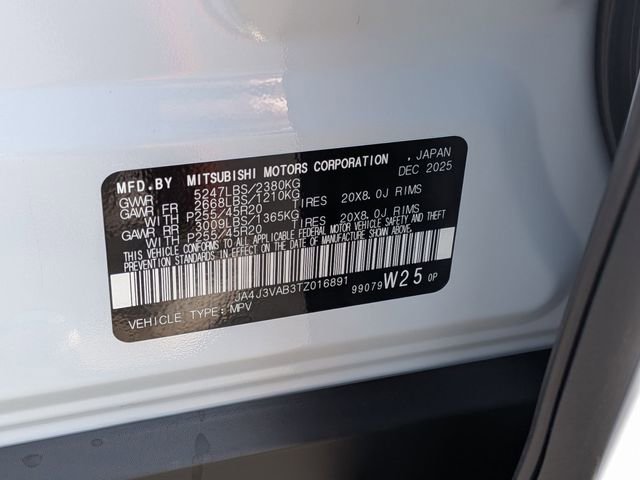 MFD.BY MITSUBISHI MOTORS CORPORATION , JAPAN
GVWR 5247LBS/2380KG DEC 2025
GAWR FR 2668LBS/1210KG
WITH P255/45R20 TIRES 20X8.0J RIMS
GAWR RR 3009LBS/1365KG
WITH P255/45R20 TIRES 20X8.0J RIMS
THIS VEHICLE CONFORMS TO ALL APPLICABLE FEDERAL MOTOR VEHICLE SAFETY AND THEFT
PREVENTION STANDARDS IN EFFECT ON THE DATE OF MANUFACTURE SHOWN ABOVE.
JA4J3VAB3TZ016891 99079 W25 0P
VEHICLE TYPE: MPV